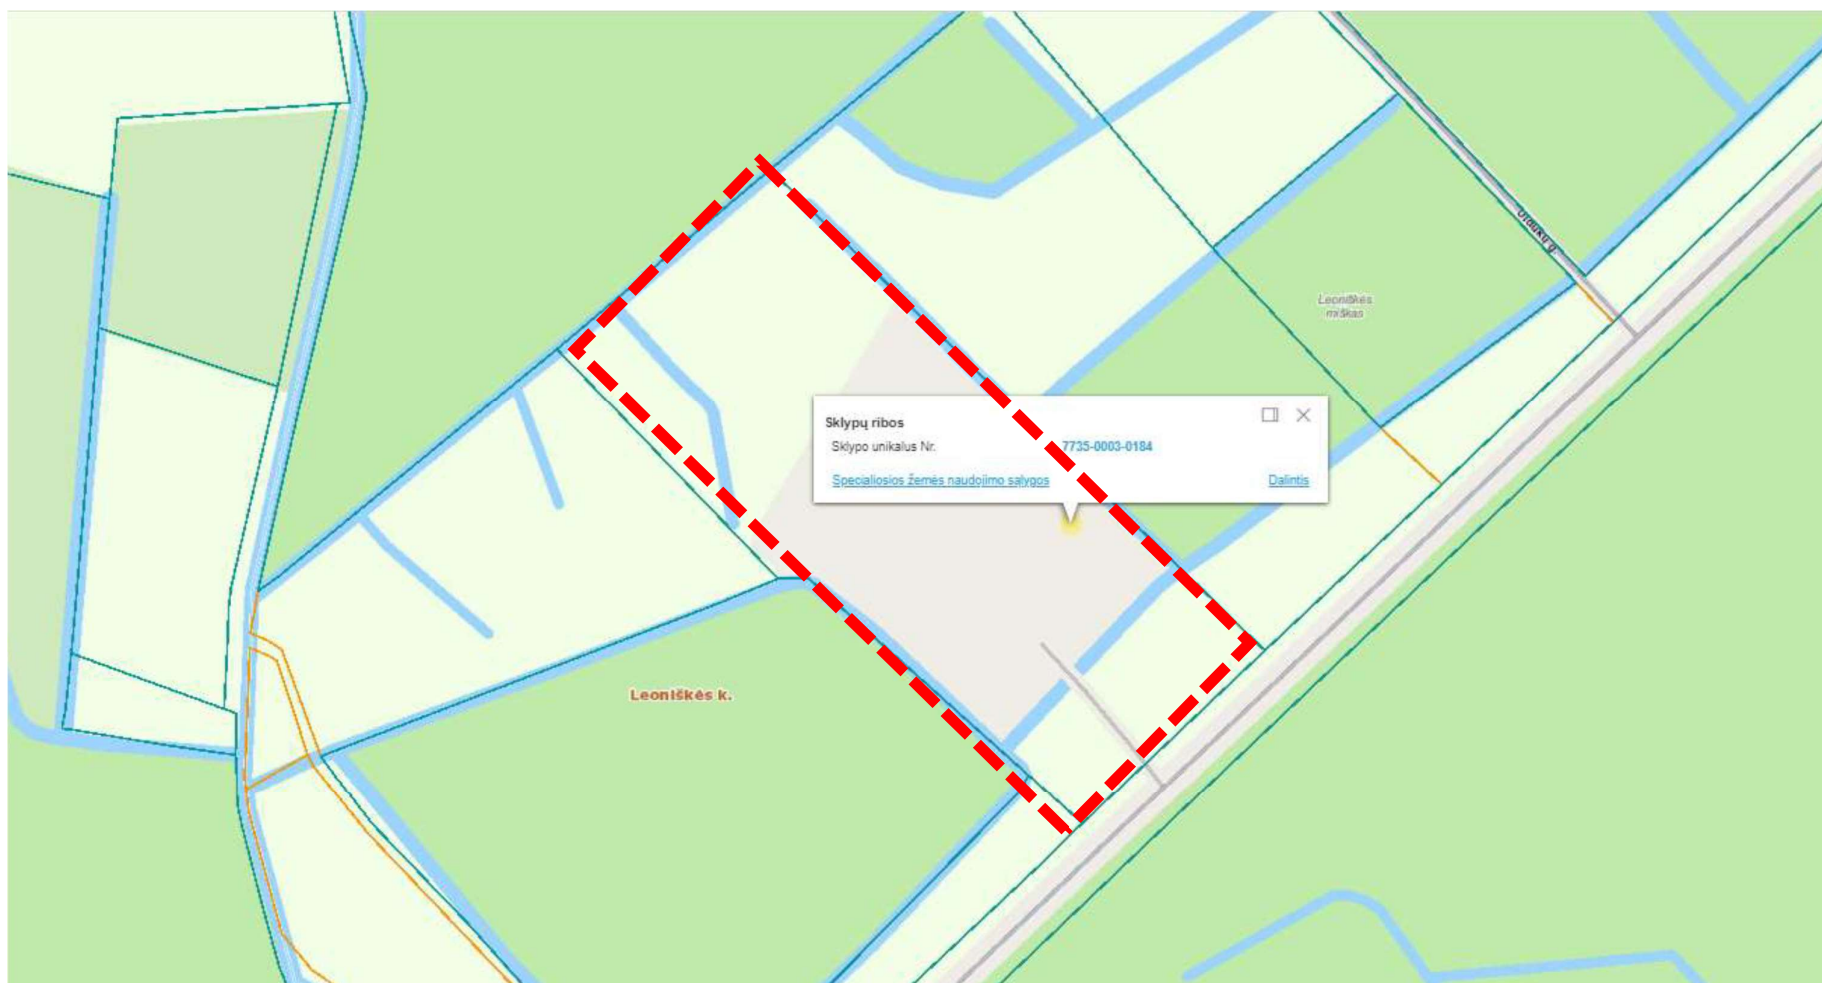 Leoniškės
miškas
Sklypų ribos
Sklypo unikalus Nr. 7735-0003-0184
Specialiosios žemės naudojimo sąlygos Dalintis
Leoniškės k.